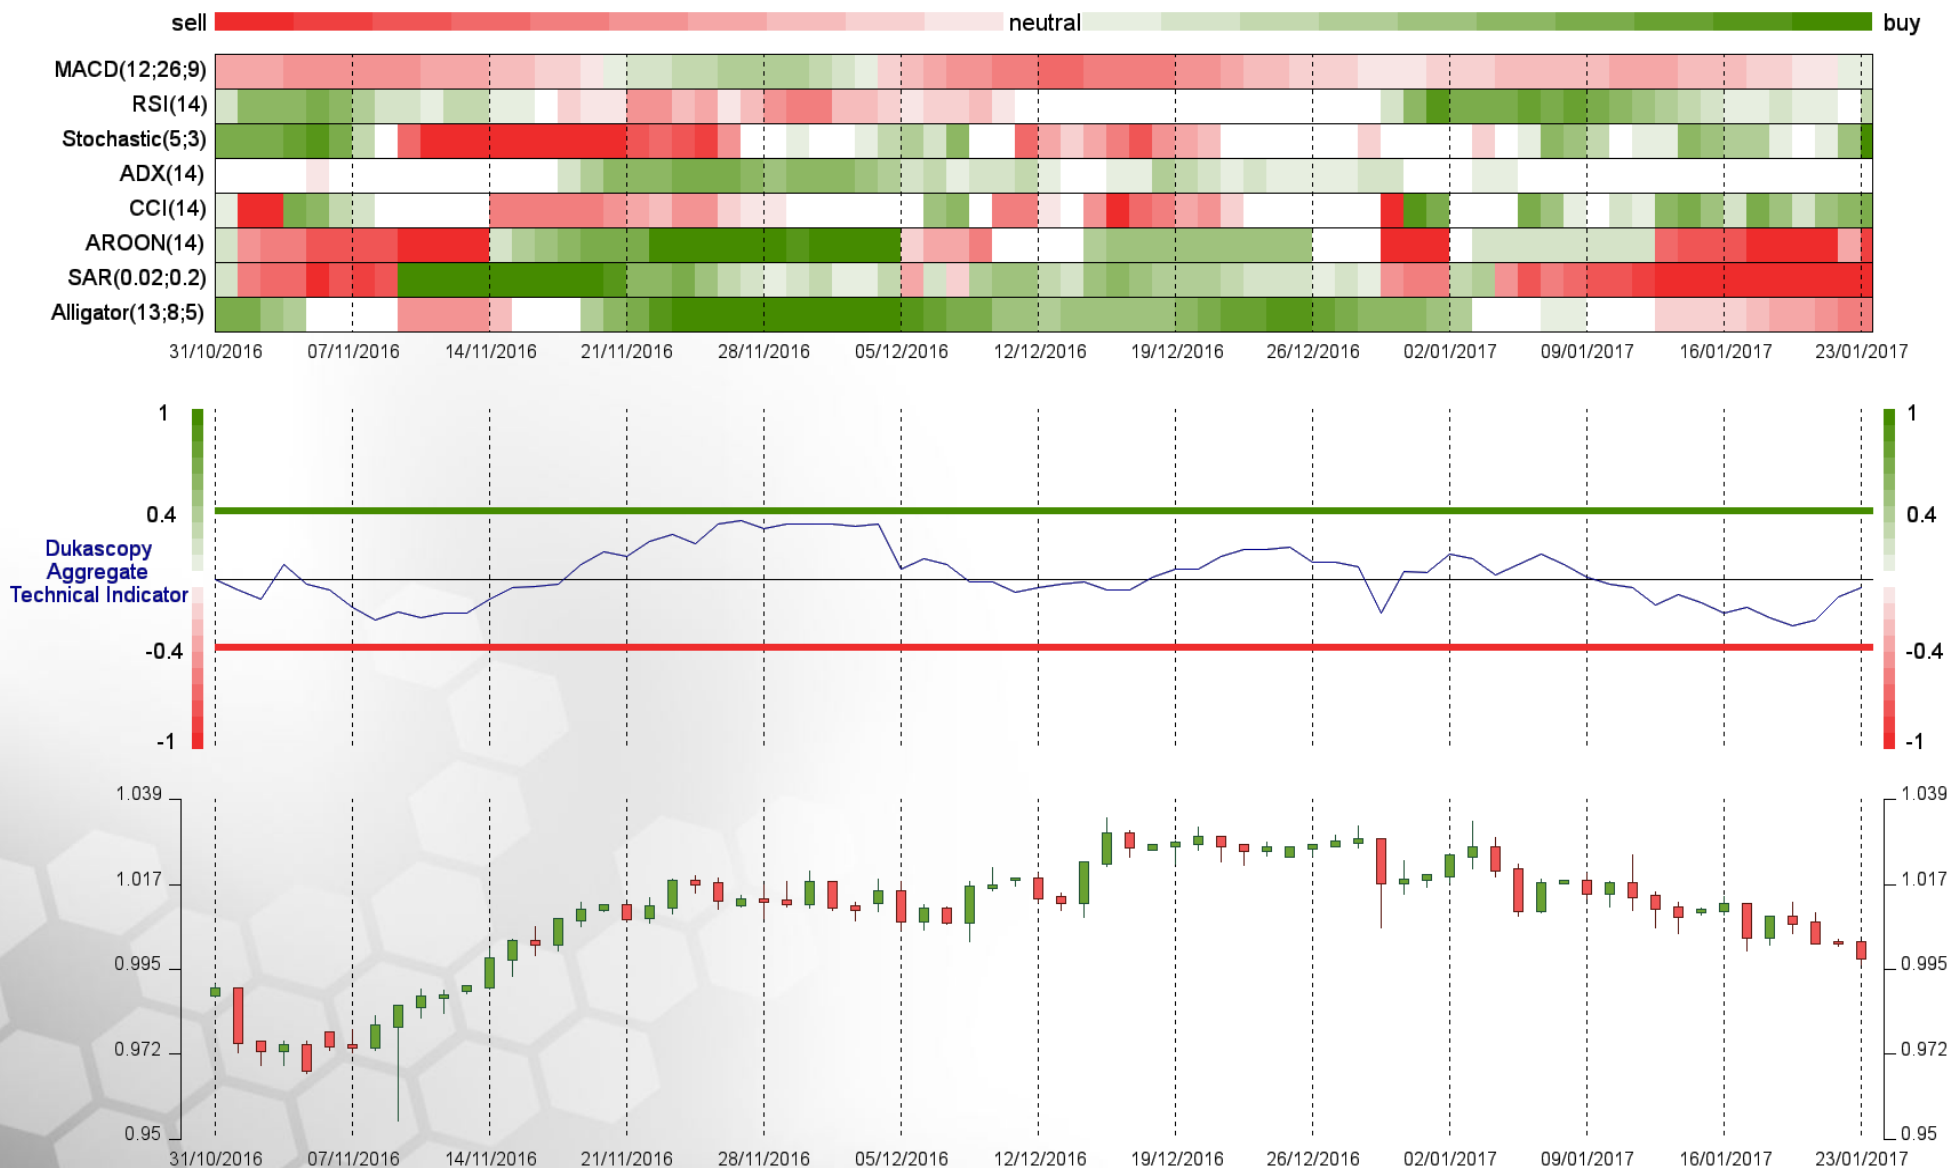 sell neutral buy
MACD(12;26;9)
RSI(14)
Stochastic(5;3)
ADX(14)
CCI(14)
AROON(14)
SAR(0.02;0.2)
Alligator(13;8;5)
31/10/2016 07/11/2016 14/11/2016 21/11/2016 28/11/2016 05/12/2016 12/12/2016 19/12/2016 26/12/2016 02/01/2017 09/01/2017 16/01/2017 23/01/2017
1 1
0.4 0.4
Dukascopy
Aggregate
Technical Indicator
-0.4 -0.4
-1 -1
1.039 1.039
1.017 1.017
0.995 0.995
0.972 0.972
0.95 0.95
31/10/2016 07/11/2016 14/11/2016 21/11/2016 28/11/2016 05/12/2016 12/12/2016 19/12/2016 26/12/2016 02/01/2017 09/01/2017 16/01/2017 23/01/2017